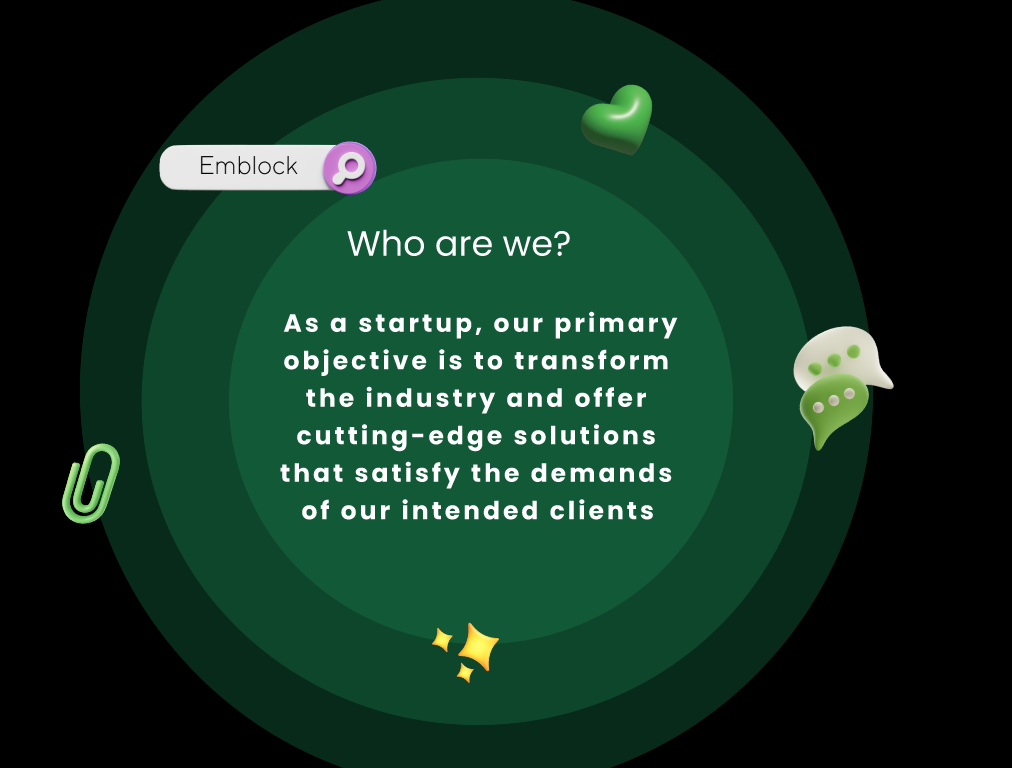 Emblock
Who are we?
As a startup, our primary
objective is to transform
the industry and offer
cutting-edge solutions
that satisfy the demands
of our intended clients